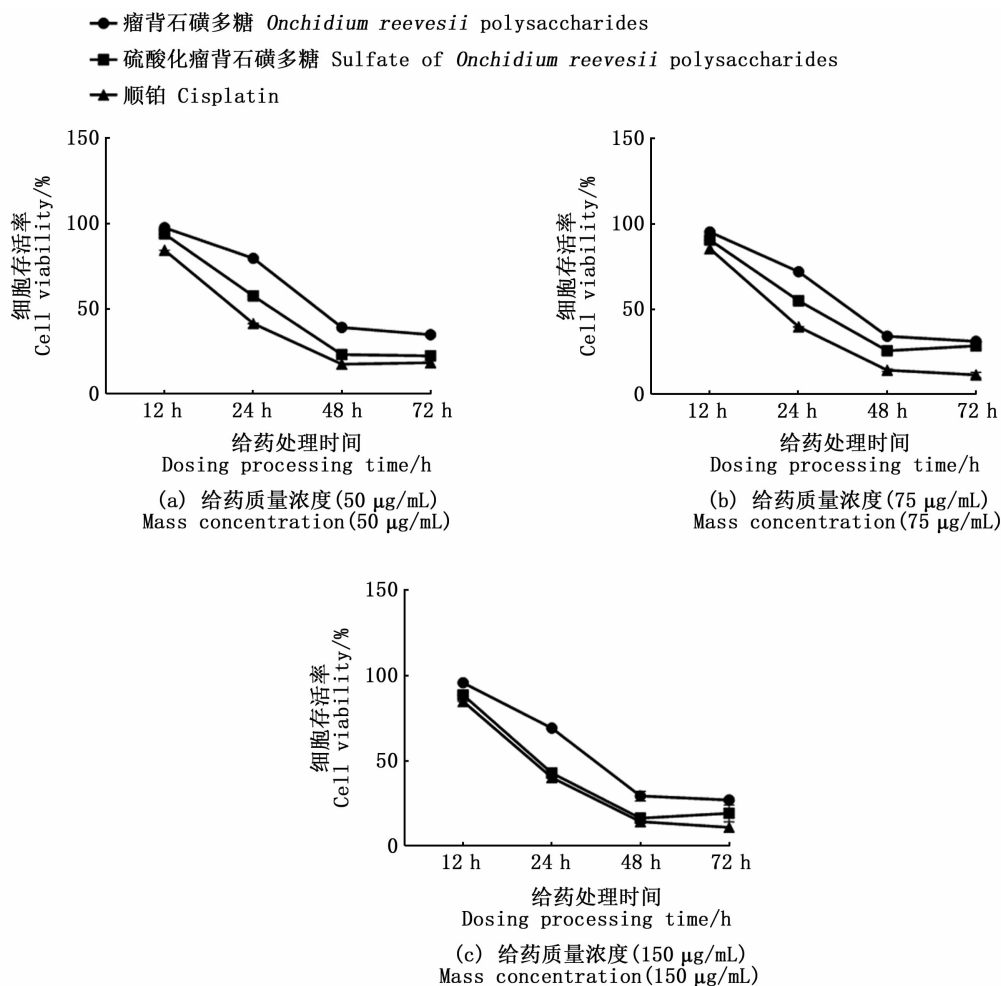 瘤背石磺多糖 Onchidium reevesii polysaccharides
硫酸化瘤背石磺多糖 Sulfate of Onchidium reevesii polysaccharides
顺铂 Cisplatin
150
100
50
0
细胞存活率
Cell viability/%
12 h 24 h 48 h 72 h
给药处理时间
Dosing processing time/h
(a) 给药质量浓度(50 μg/mL)
Mass concentration(50 μg/mL)
150
100
50
0
细胞存活率
Cell viability/%
12 h 24 h 48 h 72 h
给药处理时间
Dosing processing time/h
(b) 给药质量浓度(75 μg/mL)
Mass concentration(75 μg/mL)
150
100
50
0
细胞存活率
Cell viability/%
12 h 24 h 48 h 72 h
给药处理时间
Dosing processing time/h
(c) 给药质量浓度(150 μg/mL)
Mass concentration(150 μg/mL)